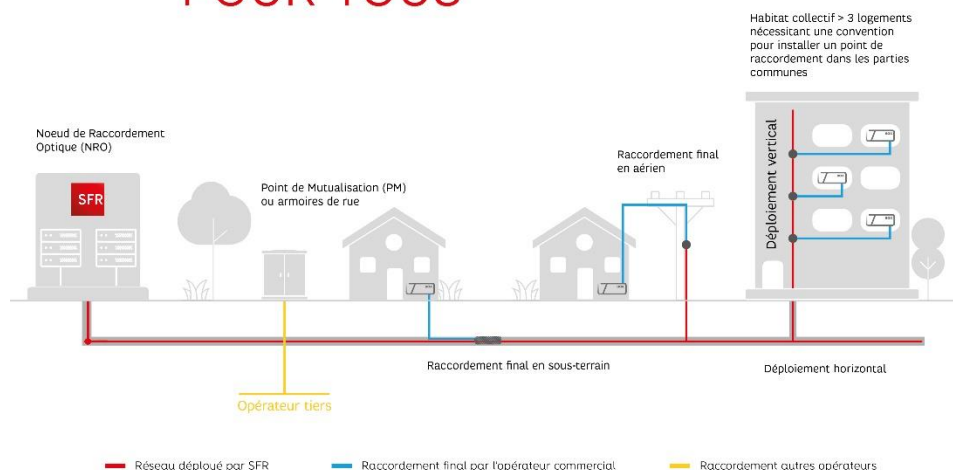 POUR TOUS
Habitat collectif > 3 logements
nécessitant une convention
pour installer un point de
raccordement dans les parties
communes
Noeud de Raccordement
Optique (NRO)
SFR
Point de Mutualisation (PM)
ou armoires de rue
Raccordement final
en aérien
Déploiement vertical
Raccordement final en sous-terrain
Déploiement horizontal
Opérateur tiers
Réseau déployé par SFR
Raccordement final par l'opérateur commercial
Raccordement autres opérateurs